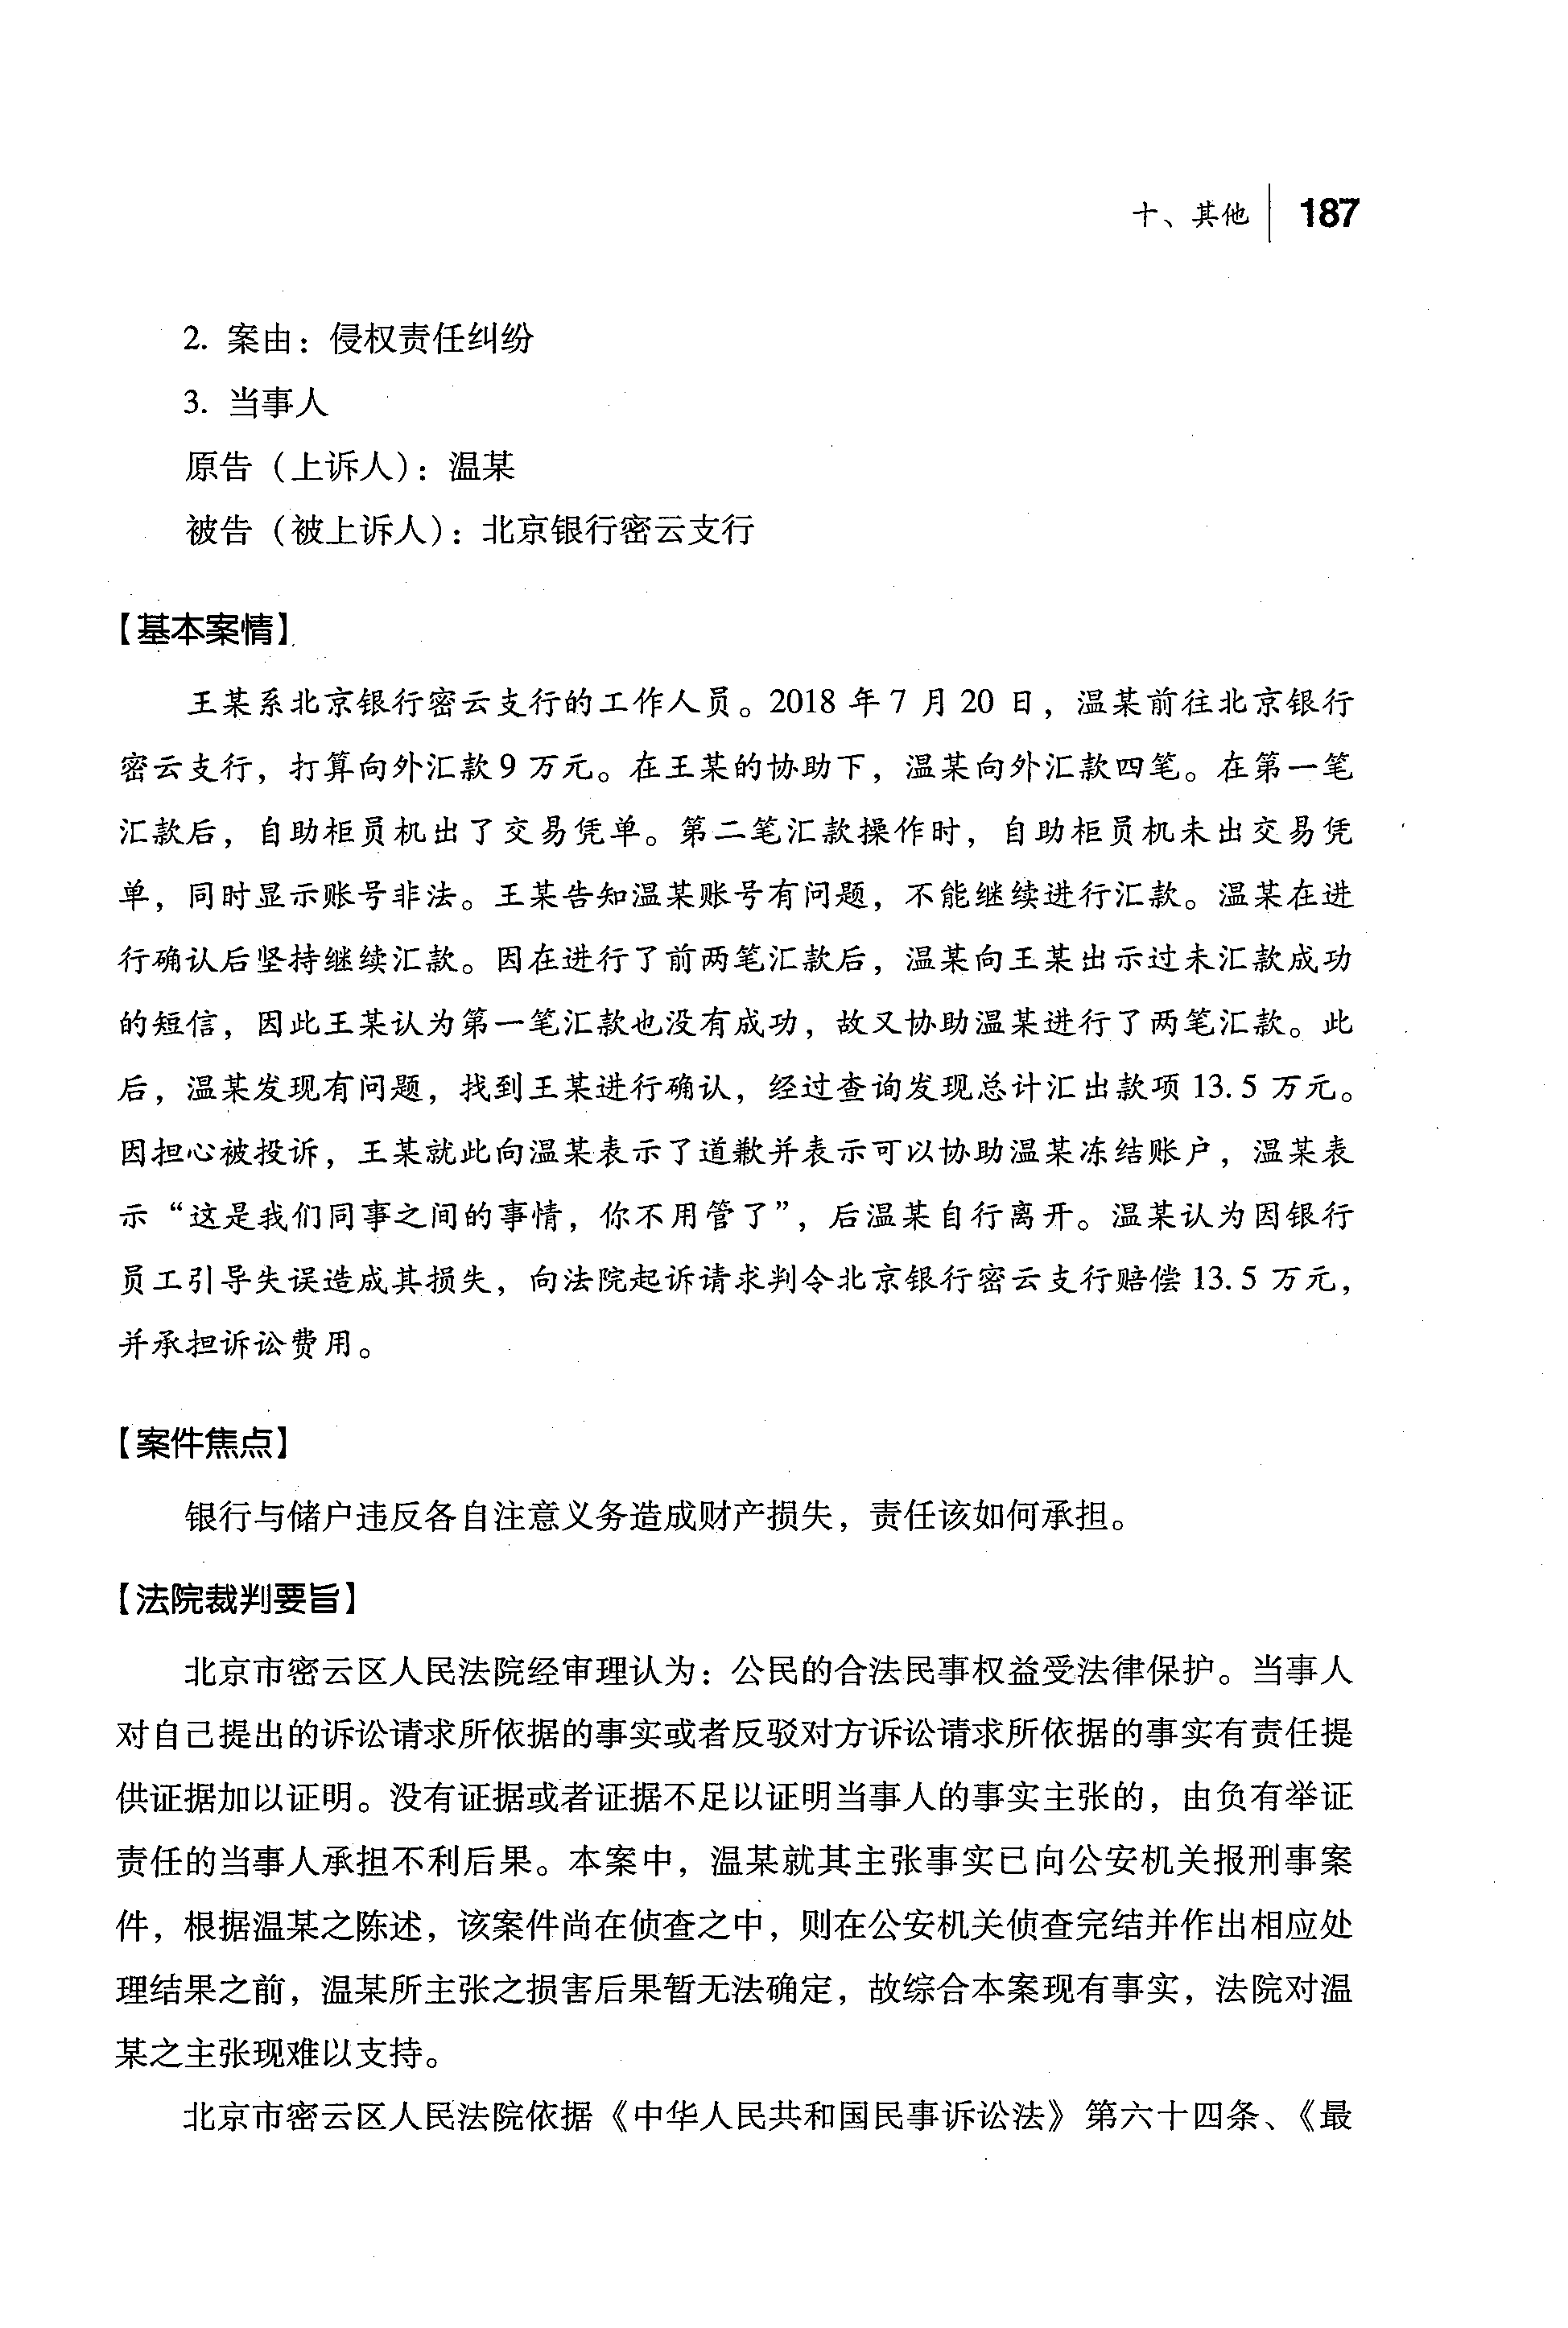 十、其他 187
2. 案由：侵权责任纠纷
3. 当事人
原告（上诉人）：温某
被告（被上诉人）：北京银行密云支行
【基本案情】
王某系北京银行密云支行的工作人员。2018 年 7 月 20 日，温某前往北京银行
密云支行，打算向外汇款 9 万元。在王某的协助下，温某向外汇款四笔。在第一笔
汇款后，自助柜员机出了交易凭单。第二笔汇款操作时，自助柜员机未出交易凭
单，同时显示账号非法。王某告知温某账号有问题，不能继续进行汇款。温某在进
行确认后坚持继续汇款。因在进行了前两笔汇款后，温某向王某出示过未汇款成功
的短信，因此王某认为第一笔汇款也没有成功，故又协助温某进行了两笔汇款。此
后，温某发现有问题，找到王某进行确认，经过查询发现总计汇出款项 13.5 万元。
因担心被投诉，王某就此向温某表示了道歉并表示可以协助温某冻结账户，温某表
示“这是我们同事之间的事情，你不用管了”，后温某自行离开。温某认为因银行
员工引导失误造成其损失，向法院起诉请求判令北京银行密云支行赔偿 13.5 万元，
并承担诉讼费用。
【案件焦点】
银行与储户违反各自注意义务造成财产损失，责任该如何承担。
【法院裁判要旨】
北京市密云区人民法院经审理认为：公民的合法民事权益受法律保护。当事人
对自己提出的诉讼请求所依据的事实或者反驳对方诉讼请求所依据的事实有责任提
供证据加以证明。没有证据或者证据不足以证明当事人的事实主张的，由负有举证
责任的当事人承担不利后果。本案中，温某就其主张事实已向公安机关报刑事案
件，根据温某之陈述，该案件尚在侦查之中，则在公安机关侦查完结并作出相应处
理结果之前，温某所主张之损害后果暂无法确定，故综合本案现有事实，法院对温
某之主张现难以支持。
北京市密云区人民法院依据《中华人民共和国民事诉讼法》第六十四条、《最